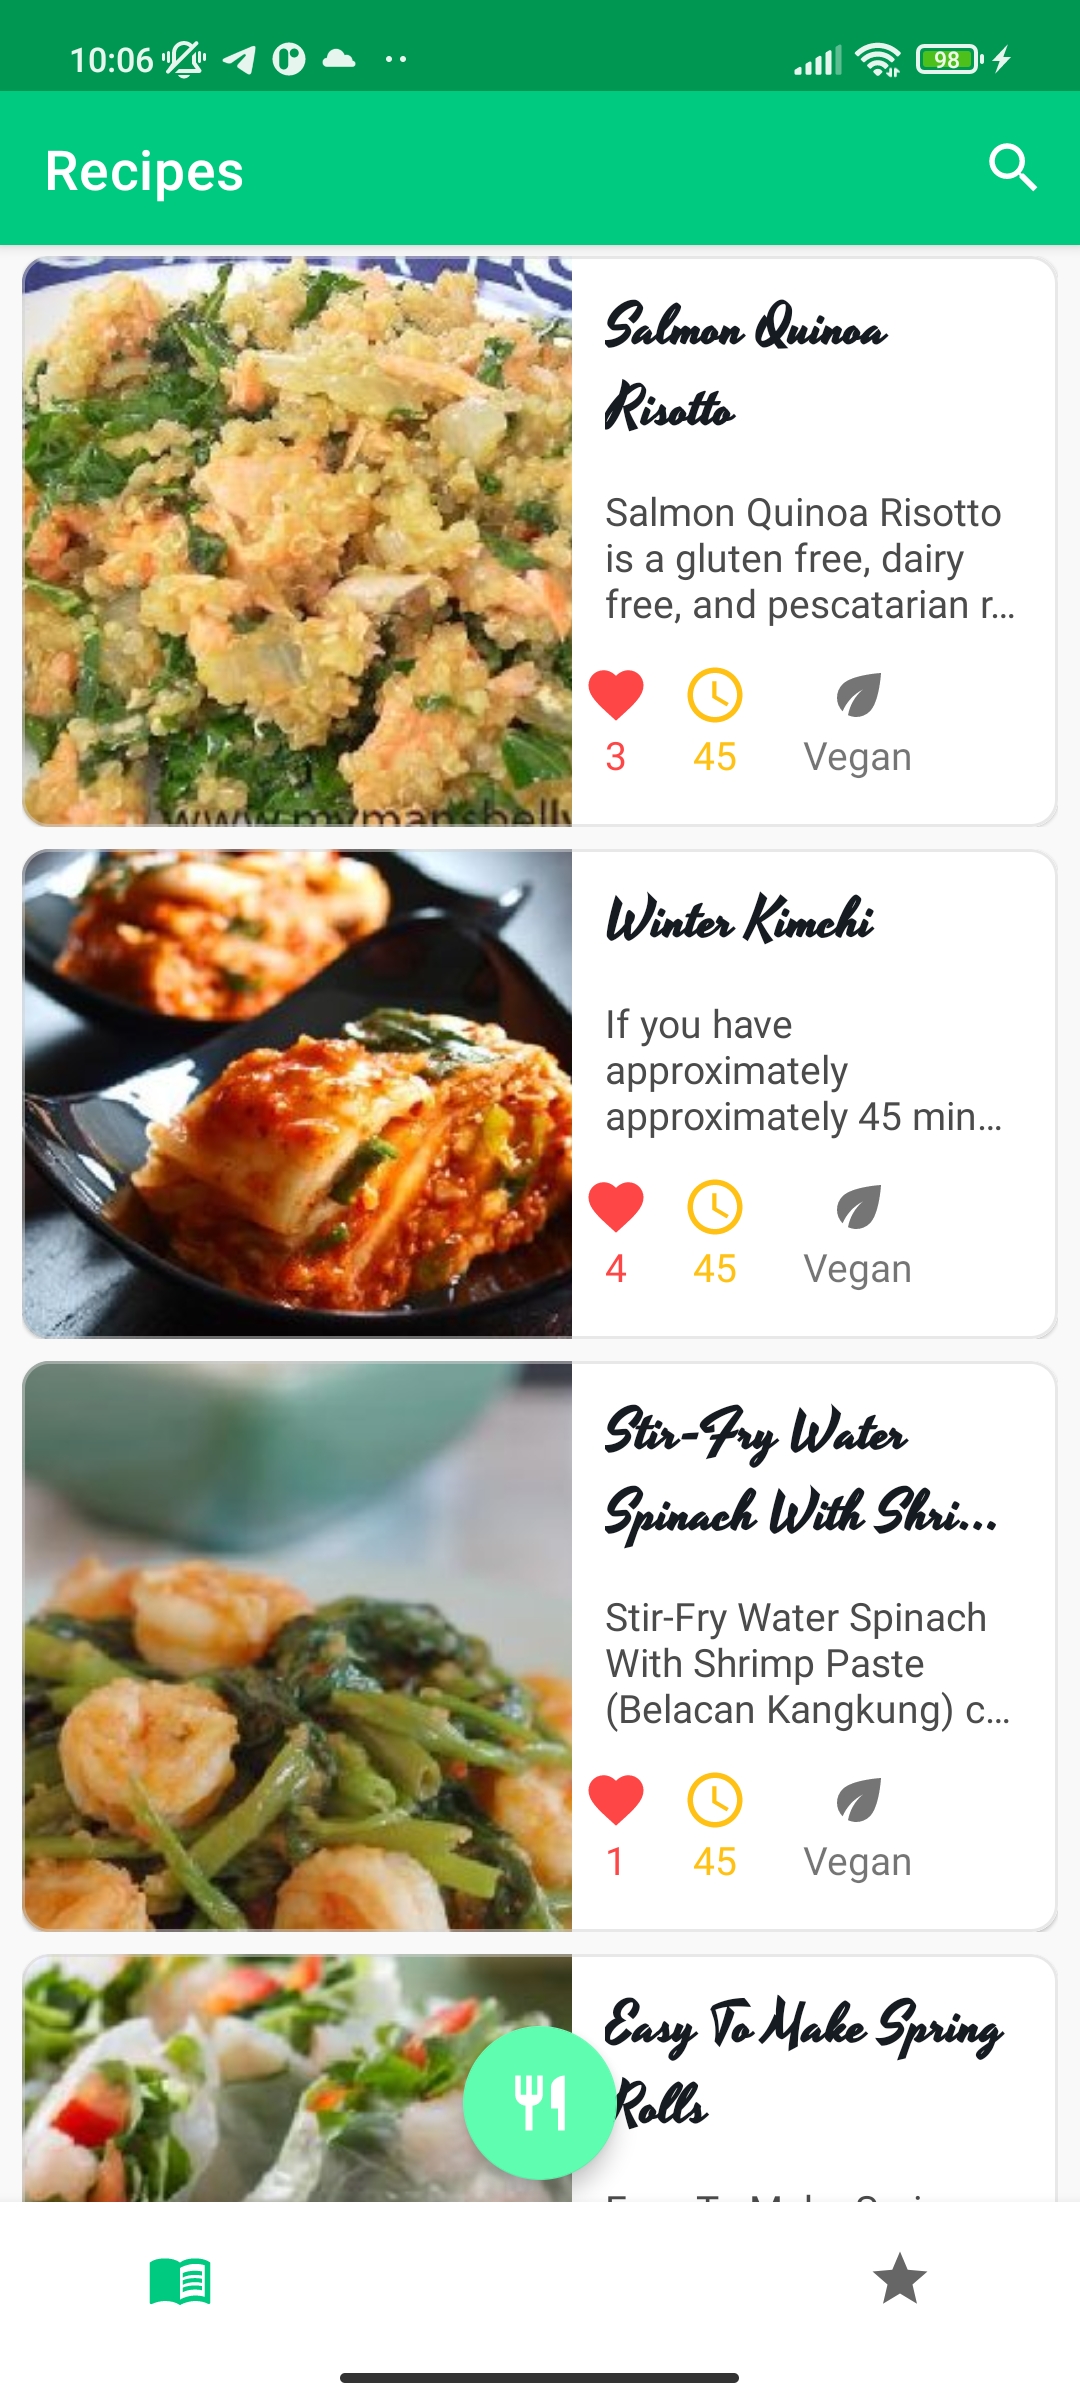 10:06
98
Recipes
Salmon Quinoa
Risotto
Salmon Quinoa Risotto
is a gluten free, dairy
free, and pescatarian r...
3
45
Vegan
Winter Kimchi
If you have
approximately
approximately 45 min...
4
45
Vegan
Stir-Fry Water
Spinach With Shri...
Stir-Fry Water Spinach
With Shrimp Paste
(Belacan Kangkung) c...
1
45
Vegan
Easy To Make Spring
Rolls